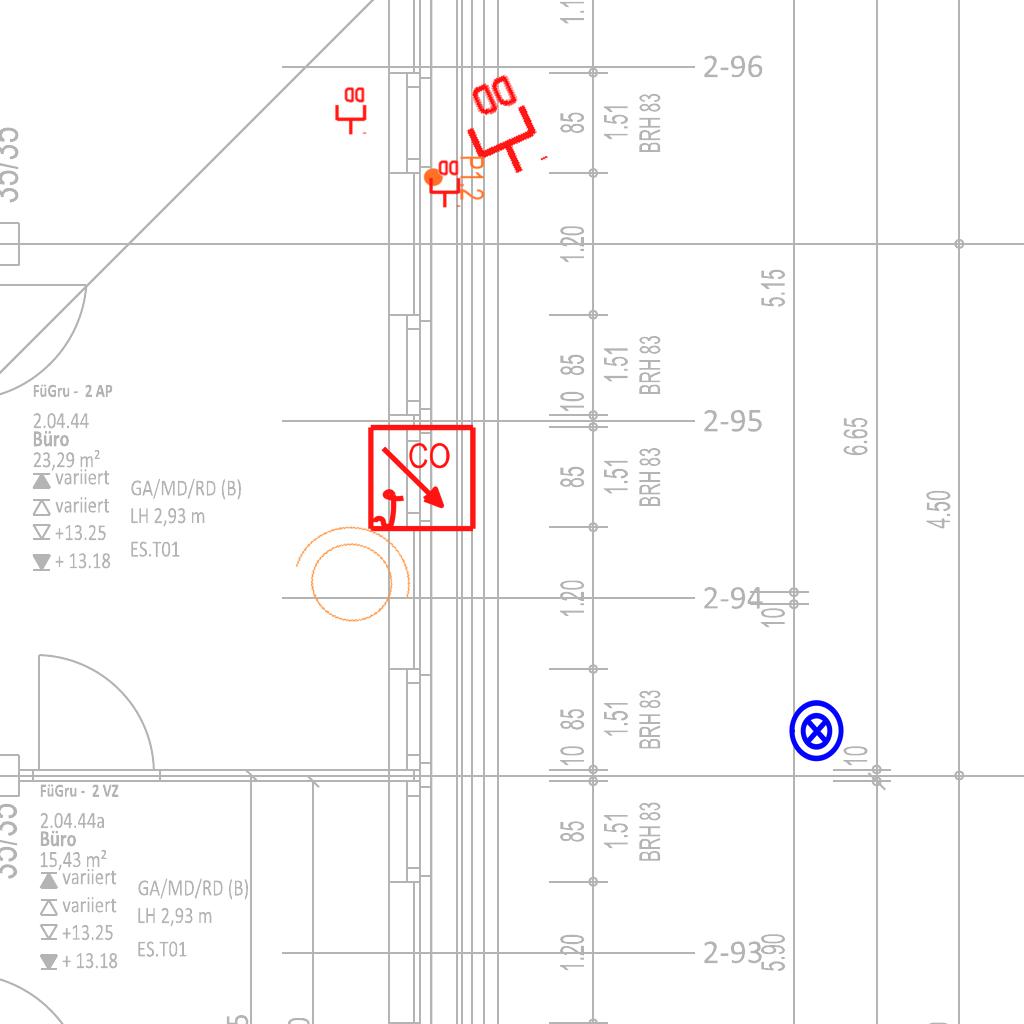 1.1
2-96
DD
DD
DD
P1.2
35/35
85
1.51
BRH 83
1.20
5.15
85
1.51
BRH 83
10
2-95
6.65
FüGru - 2 AP
2.04.44
Büro
23,29 m²
variiert
variiert
+13.25
+ 13.18
GA/MD/RD (B)
LH 2,93 m
ES.T01
CO
85
1.51
BRH 83
4.50
1.20
2-94
10
85
1.51
BRH 83
10
10
FüGru - 2 VZ
35/35
2.04.44a
Büro
15,43 m²
variiert
variiert
+13.25
+ 13.18
GA/MD/RD (B)
LH 2,93 m
ES.T01
85
1.51
BRH 83
1.20
2-93
5.90